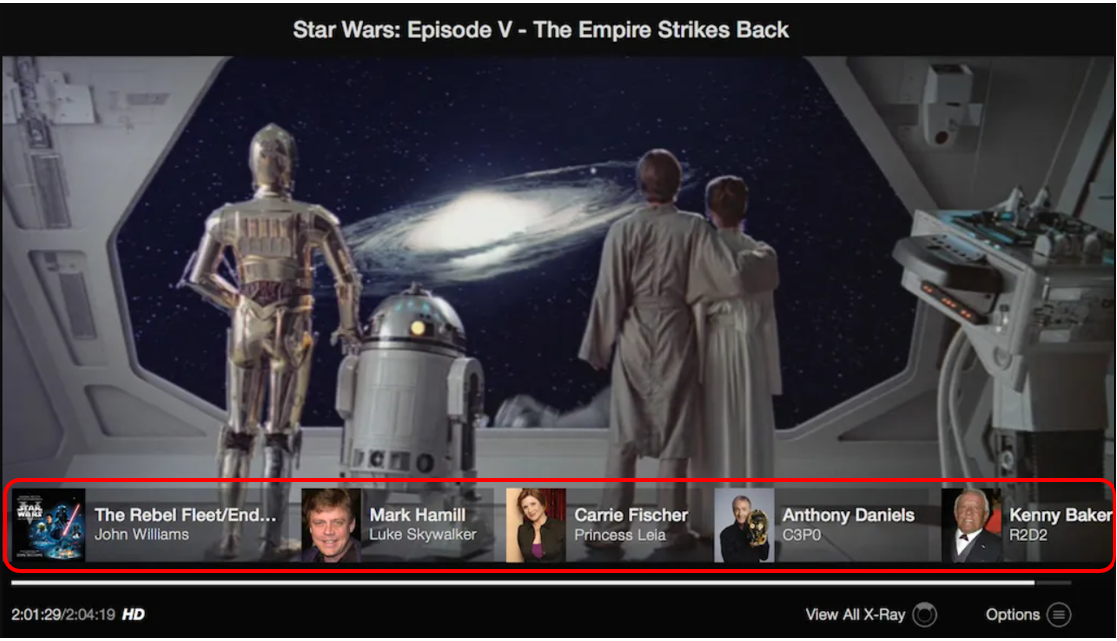 Star Wars: Episode V - The Empire Strikes Back
STAR
WARS
The Rebel Fleet/End...
John Williams
Mark Hamill
Luke Skywalker
Carrie Fischer
Princess Leia
Anthony Daniels
C3P0
Kenny Baker
R2D2
2:01:29/2:04:19 HD
View All X-Ray
Options